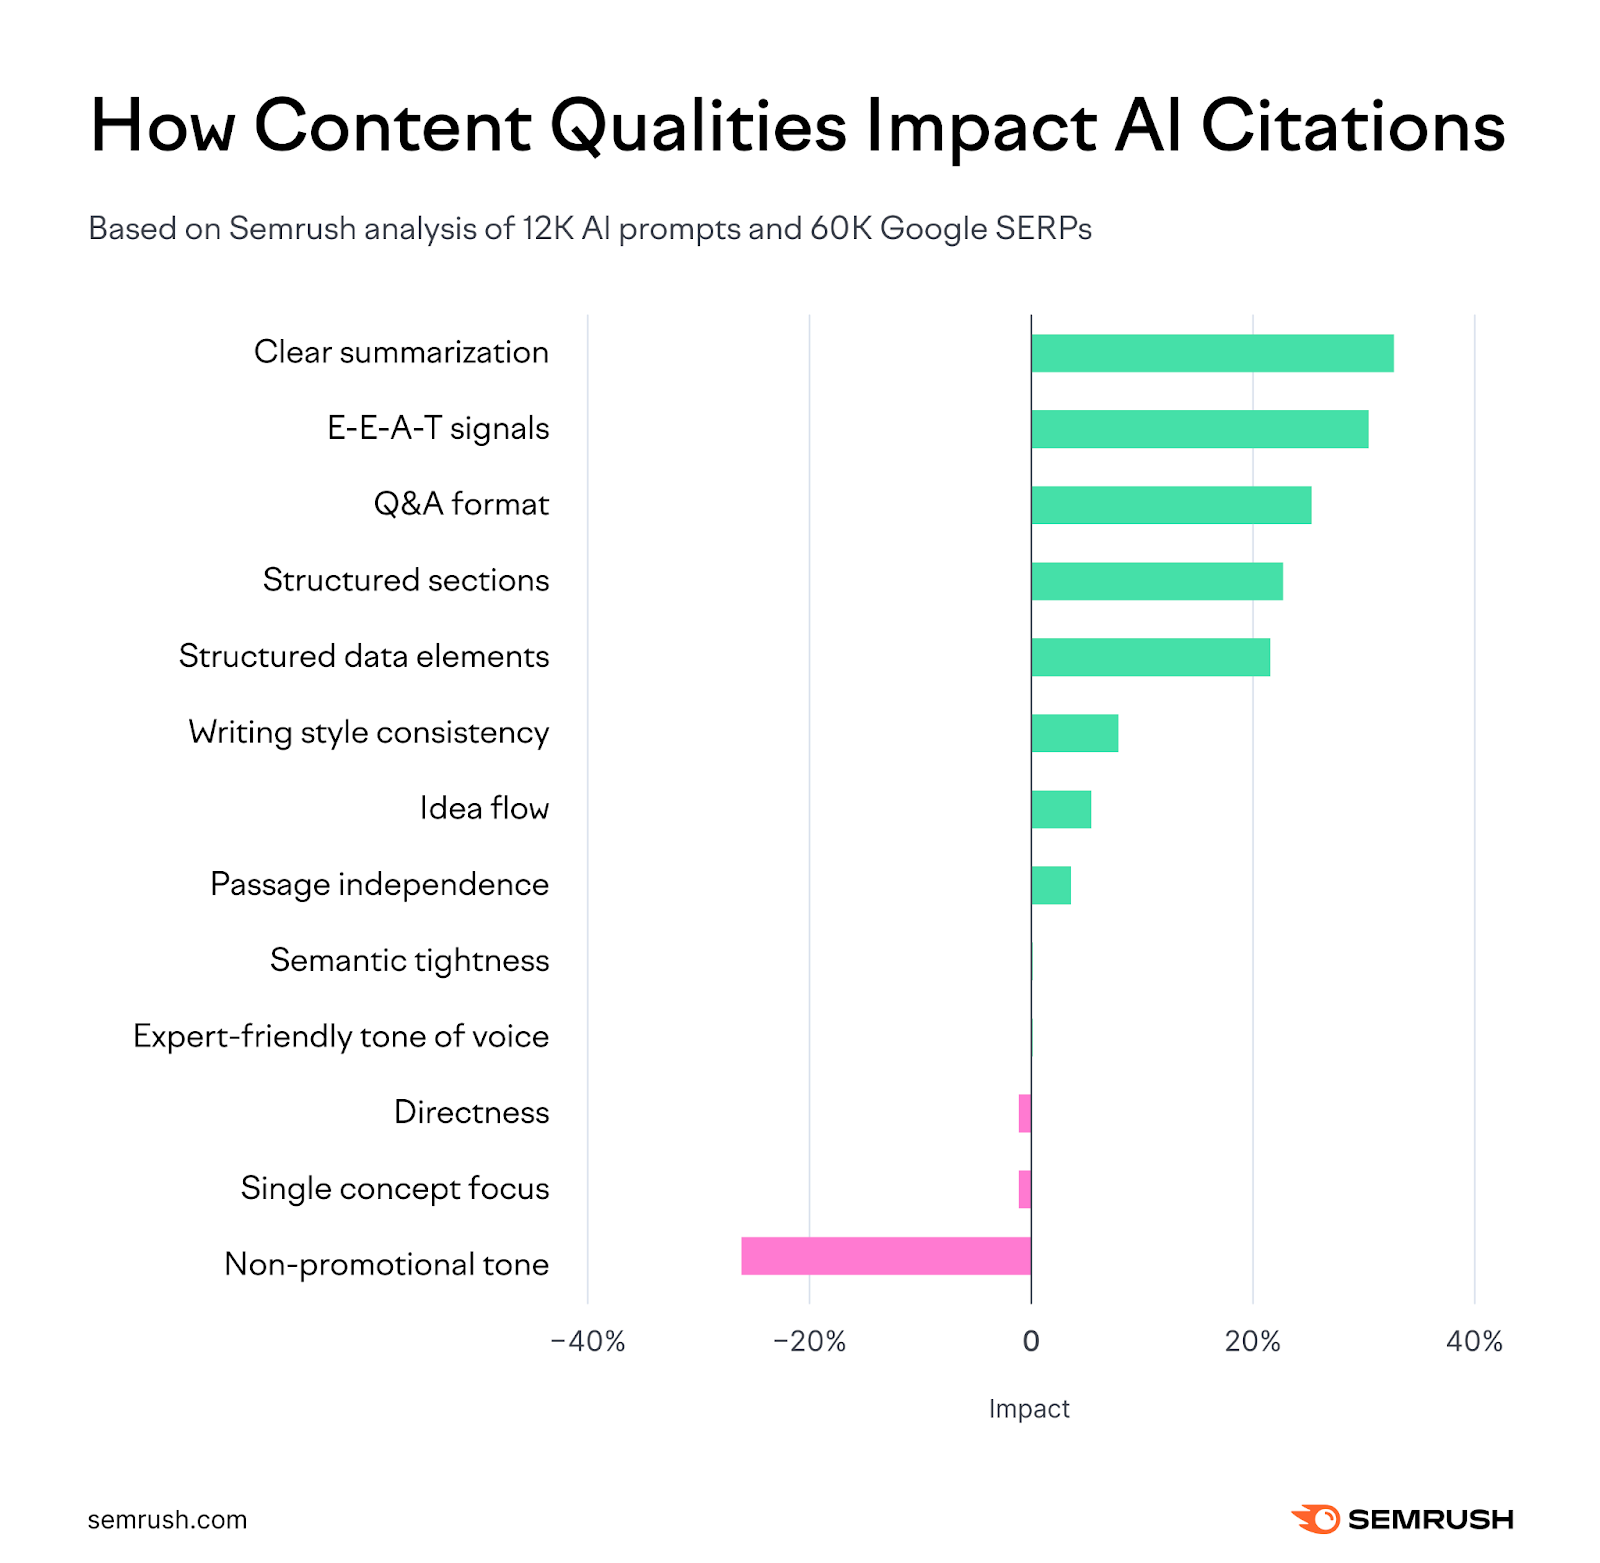 How Content Qualities Impact AI Citations
Based on Semrush analysis of 12K AI prompts and 60K Google SERPs
Clear summarization
E-E-A-T signals
Q&A format
Structured sections
Structured data elements
Writing style consistency
Idea flow
Passage independence
Semantic tightness
Expert-friendly tone of voice
Directness
Single concept focus
Non-promotional tone
−40% −20% 0 20% 40%
Impact
semrush.com SEMRUSH